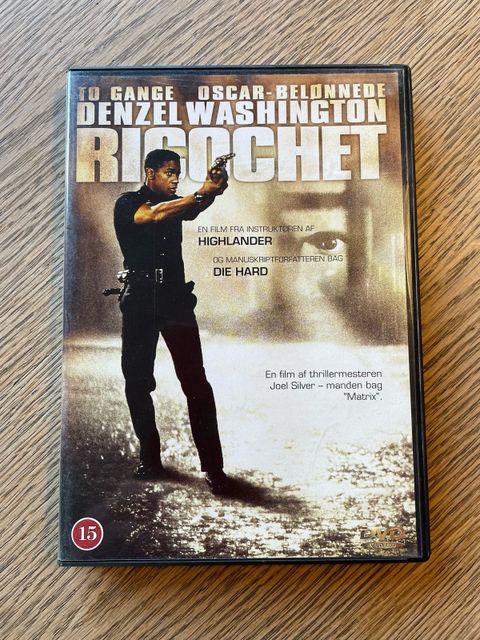 TO GANGE OSCAR-BELØNNEDE
DENZEL WASHINGTON
RICOCHET
EN FILM FRA INSTRUKTØREN AF
HIGHLANDER
OG MANUSKRIPTFORFATTEREN BAG
DIE HARD
En film af thrillermesteren
Joel Silver – manden bag
"Matrix".
15
DVD